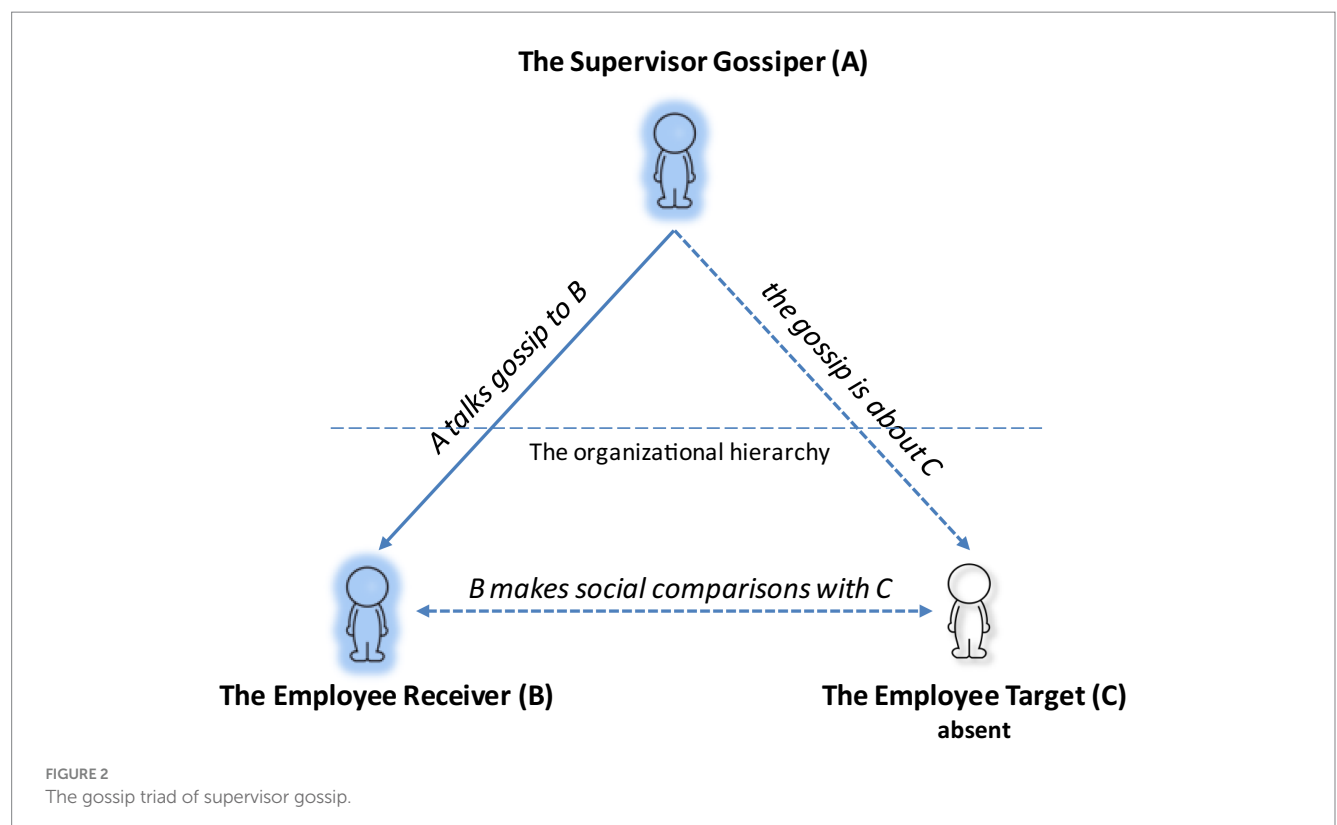 The Supervisor Gossiper (A)
A talks gossip to B
the gossip is about C
The organizational hierarchy
B makes social comparisons with C
The Employee Receiver (B)
The Employee Target (C)
absent
FIGURE 2
The gossip triad of supervisor gossip.